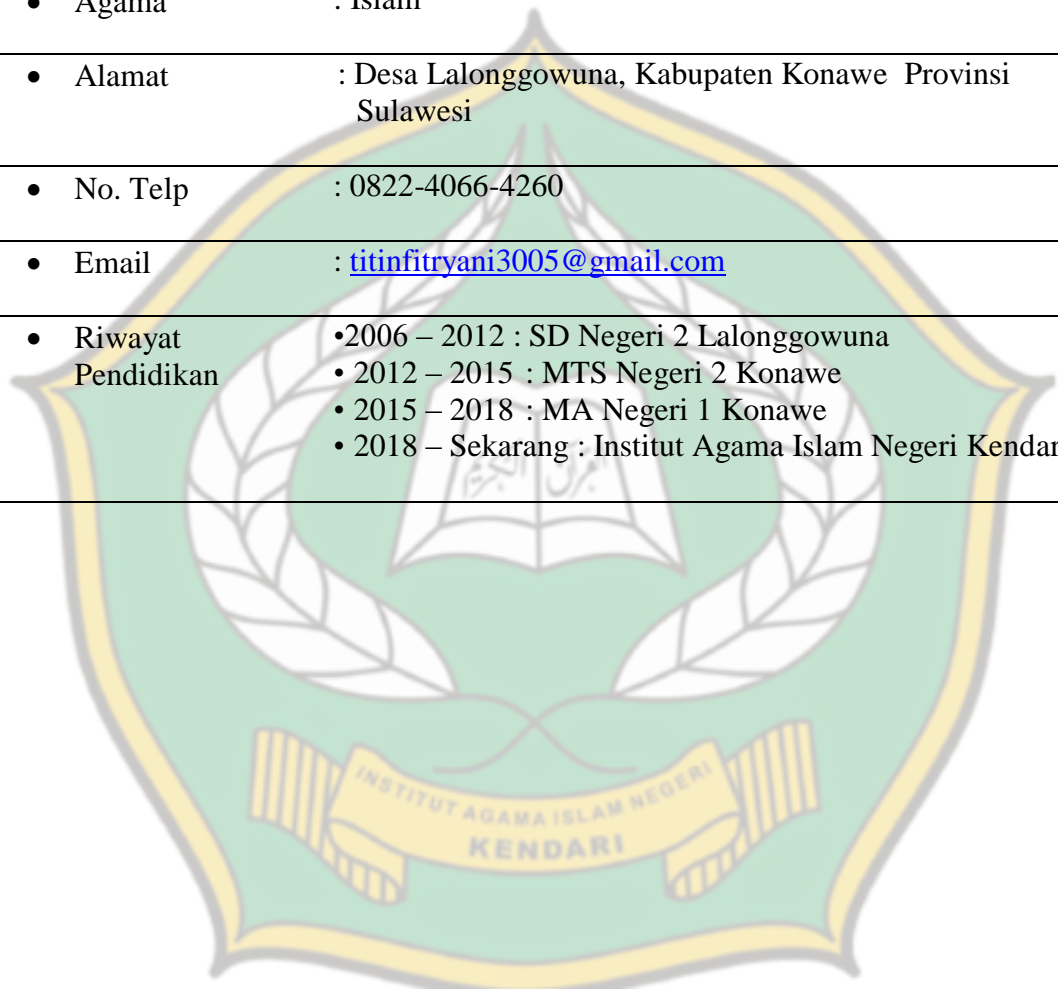 • Agama : Islam
• Alamat : Desa Lalonggowuna, Kabupaten Konawe Provinsi
Sulawesi
• No. Telp : 0822-4066-4260
• Email : titinfitryani3005@gmail.com
• Riwayat •2006 – 2012 : SD Negeri 2 Lalonggowuna
Pendidikan • 2012 – 2015 : MTS Negeri 2 Konawe
• 2015 – 2018 : MA Negeri 1 Konawe
• 2018 – Sekarang : Institut Agama Islam Negeri Kendar
القرآن الكريم
INSTITUT AGAMA ISLAM NEGERI
KENDARI